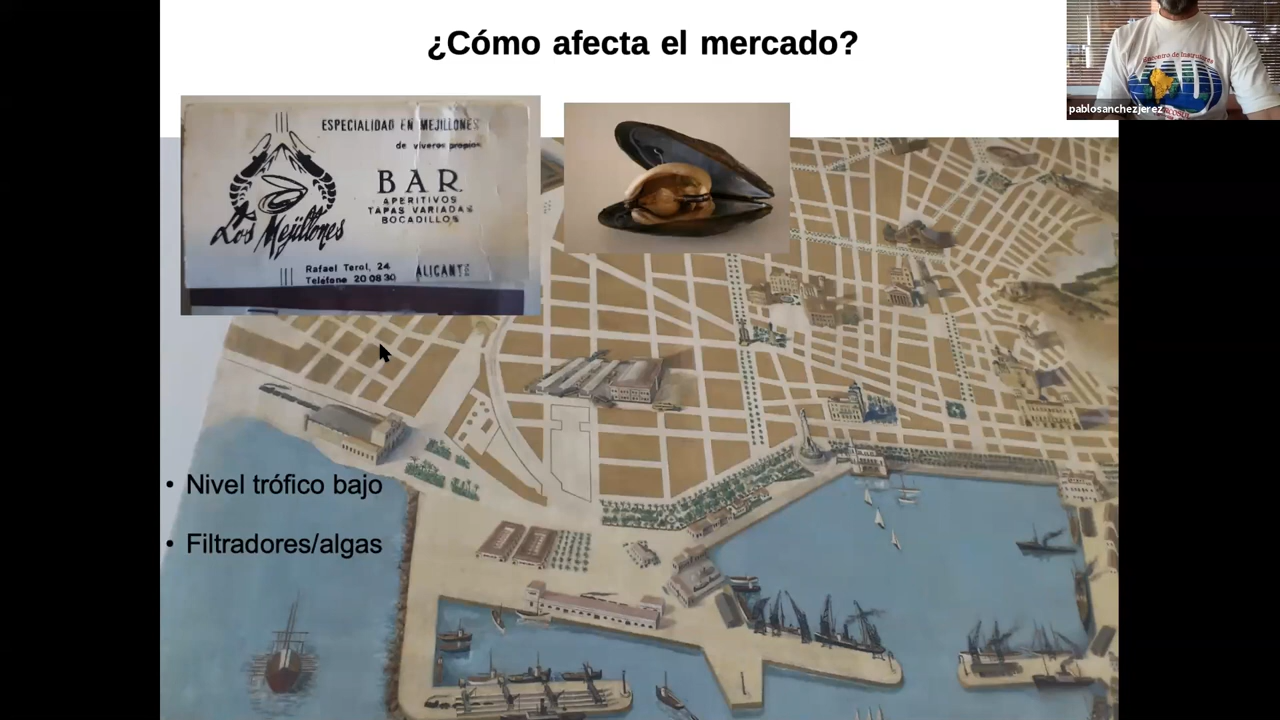 ¿Cómo afecta el mercado?
ESPECIALIDAD EN MEJILLONES
de viveros propios
BAR
APERITIVOS
TAPAS VARIADAS
BOCADILLOS
Los Mejillones
Rafael Terol, 24
Teléfono 20 08 30
ALICANTE
pablosanchezjerez
Nivel trófico bajo
Filtradores/algas